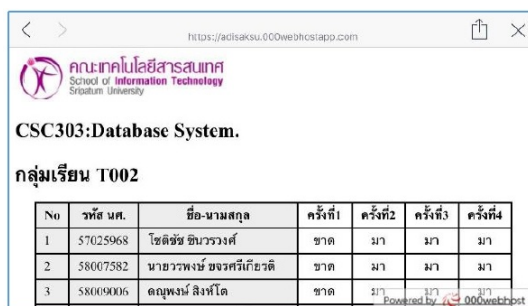 https://adisaksu.000webhostapp.com
คณะเทคโนโลยีสารสนเทศ
School of Information Technology
Sripatum University
CSC303:Database System.
กลุ่มเรียน T002
No รหัส นศ. ชื่อ-นามสกุล ครั้งที่1 ครั้งที่2 ครั้งที่3 ครั้งที่4
1 57025968 โชติชัช ชินวรวงศ์ ขาด มา มา มา
2 58007582 นายวรพงษ์ ขจรศรีเกียรติ ขาด มา มา มา
3 58009006 ดณุพงษ์ สิงห์โต ขาด มา มา มา
Powered by 000webhost